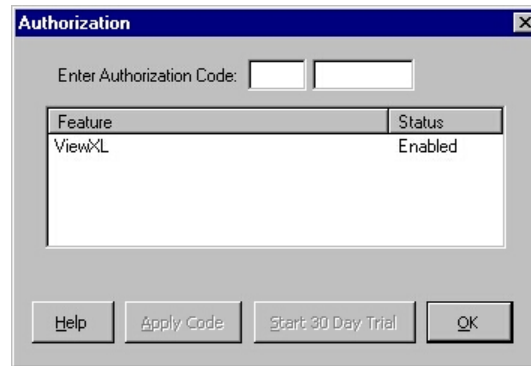 Authorization
Enter Authorization Code:
Feature Status
ViewXL Enabled
Help Apply Code Start 30 Day Trial OK